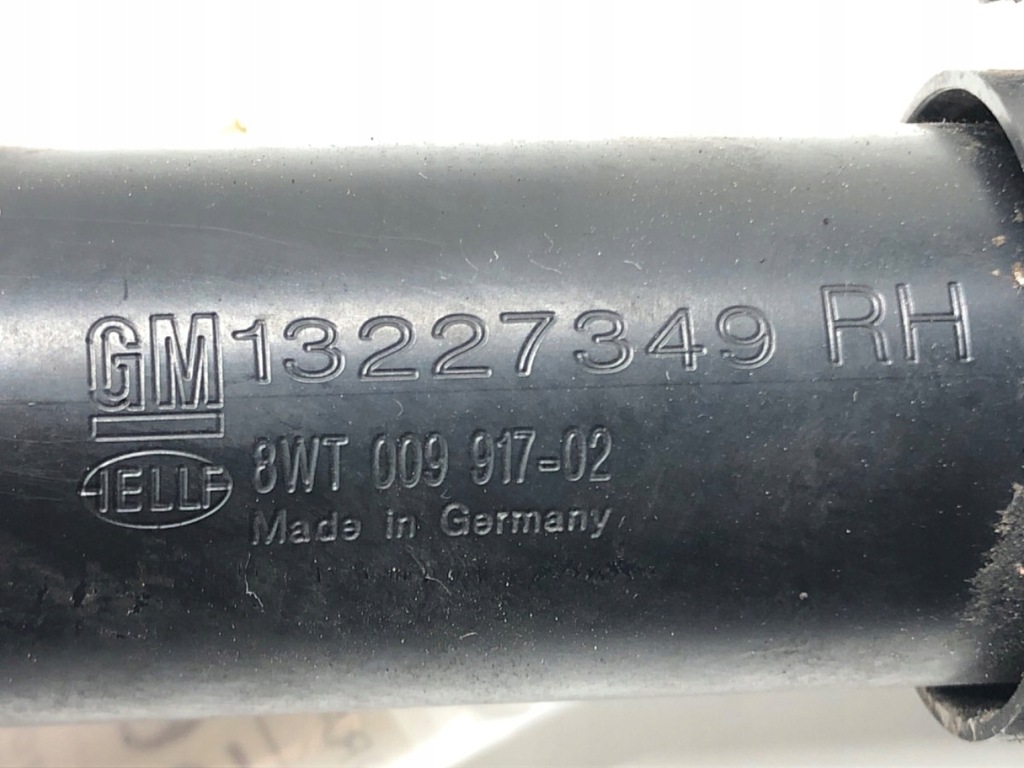 GM 13227349 RH
HELLA 8WT 009 917-02
Made in Germany